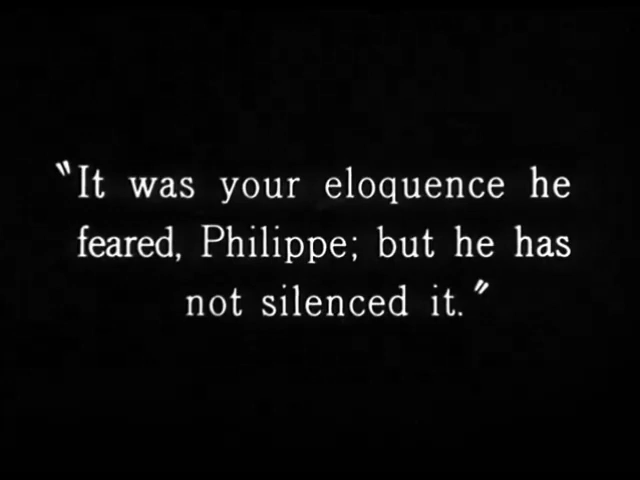 "It was your eloquence he
feared, Philippe; but he has
not silenced it."